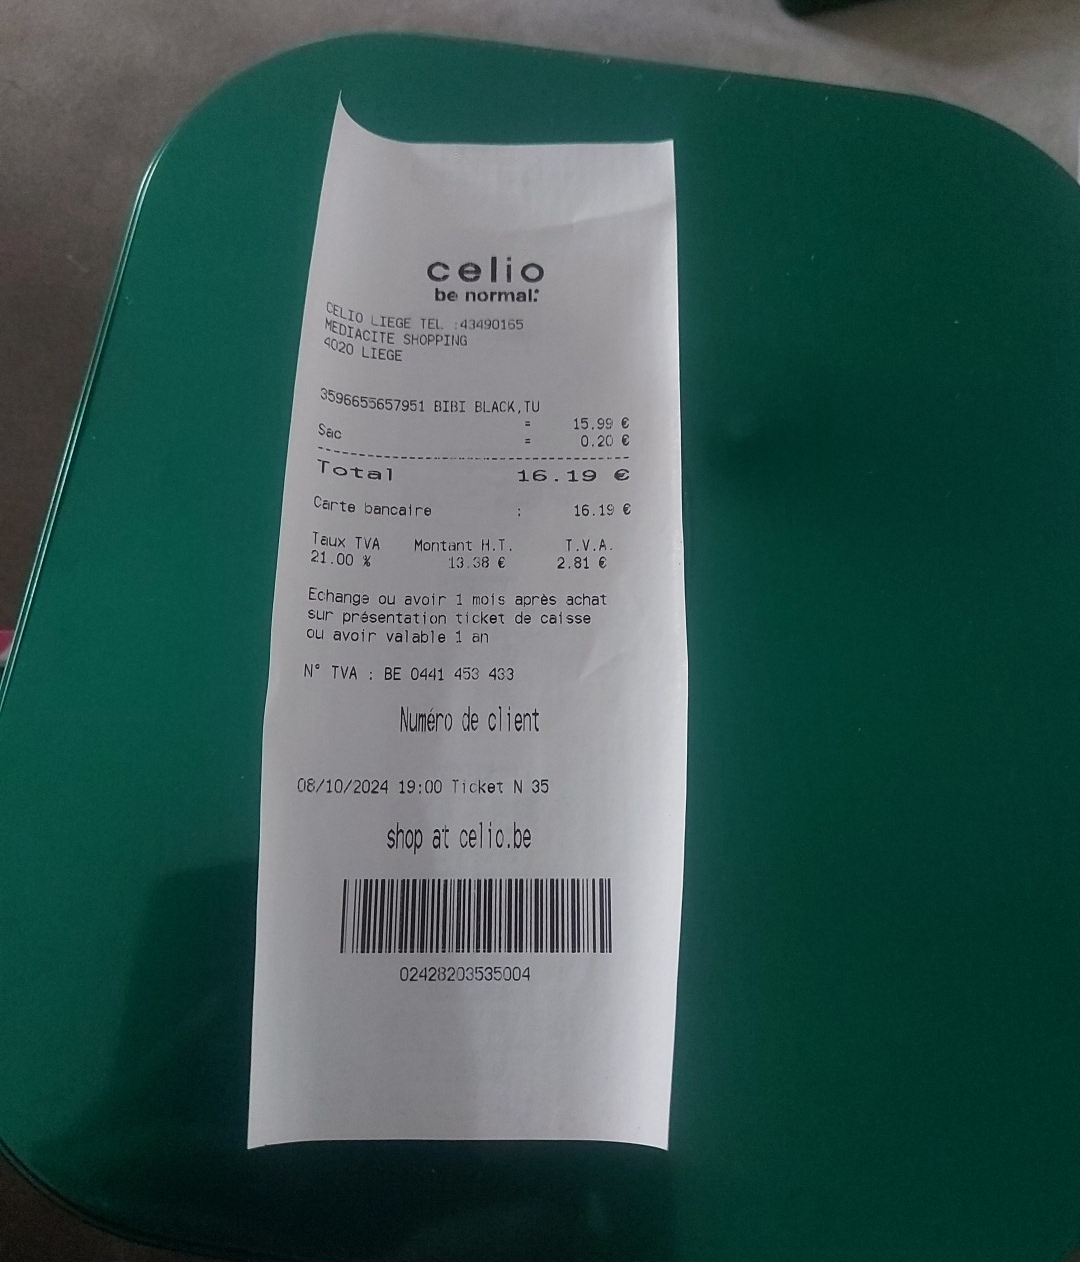 celio
be normal:
CELIO LIEGE TEL :43490165
MEDIACITE SHOPPING
4020 LIEGE
3596655657951 BIBI BLACK,TU
= 15.99 €
Sac = 0.20 €
Total 16.19 €
Carte bancaire : 16.19 €
Taux TVA Montant H.T. T.V.A.
21.00 % 13.38 € 2.81 €
Echange ou avoir 1 mois après achat
sur présentation ticket de caisse
ou avoir valable 1 an
N° TVA : BE 0441 453 433
Numéro de client
08/10/2024 19:00 Ticket N 35
shop at celio.be
02428203535004